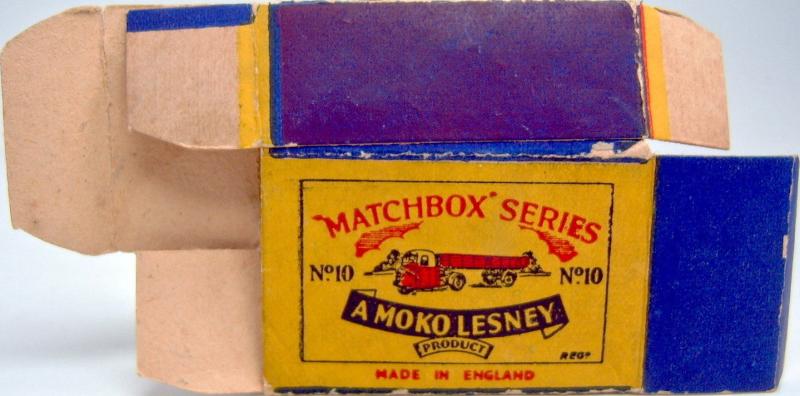 "MATCHBOX" SERIES
Nº10 Nº10
A MOKO LESNEY
PRODUCT
REGD
MADE IN ENGLAND